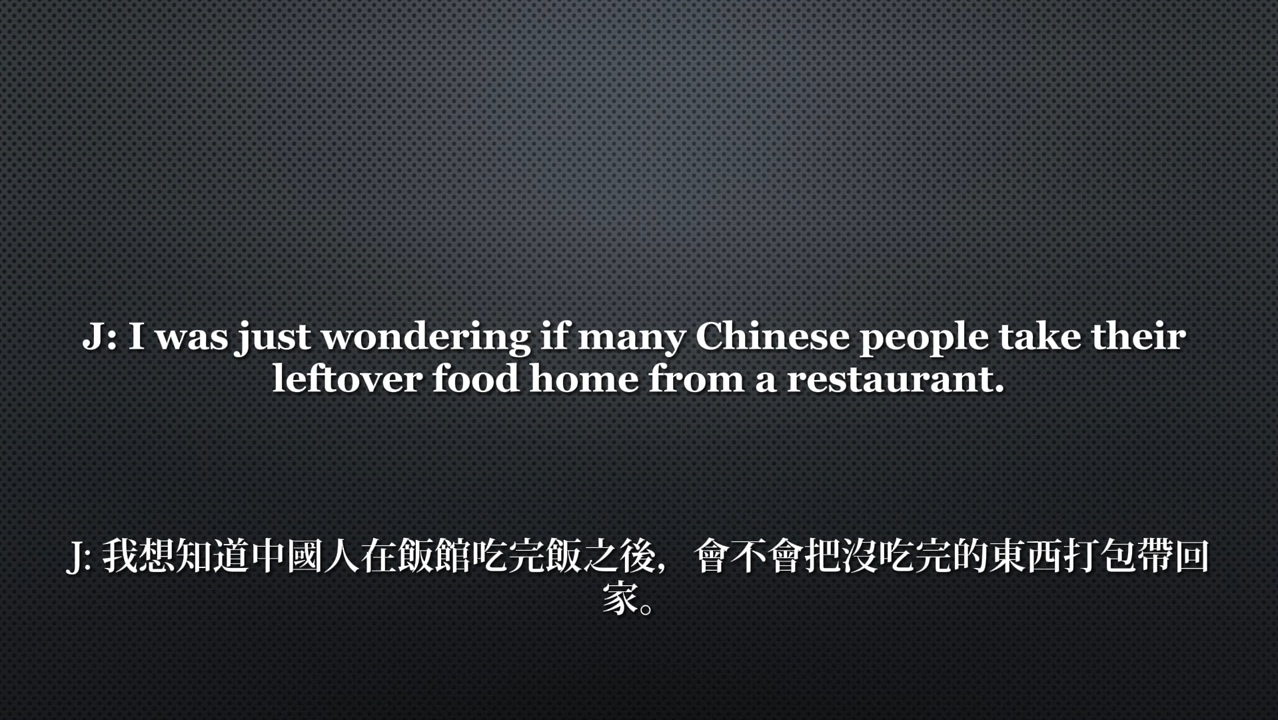 J: I was just wondering if many Chinese people take their
leftover food home from a restaurant.
J: 我想知道中國人在飯館吃完飯之後，會不會把沒吃完的東西打包帶回
家。